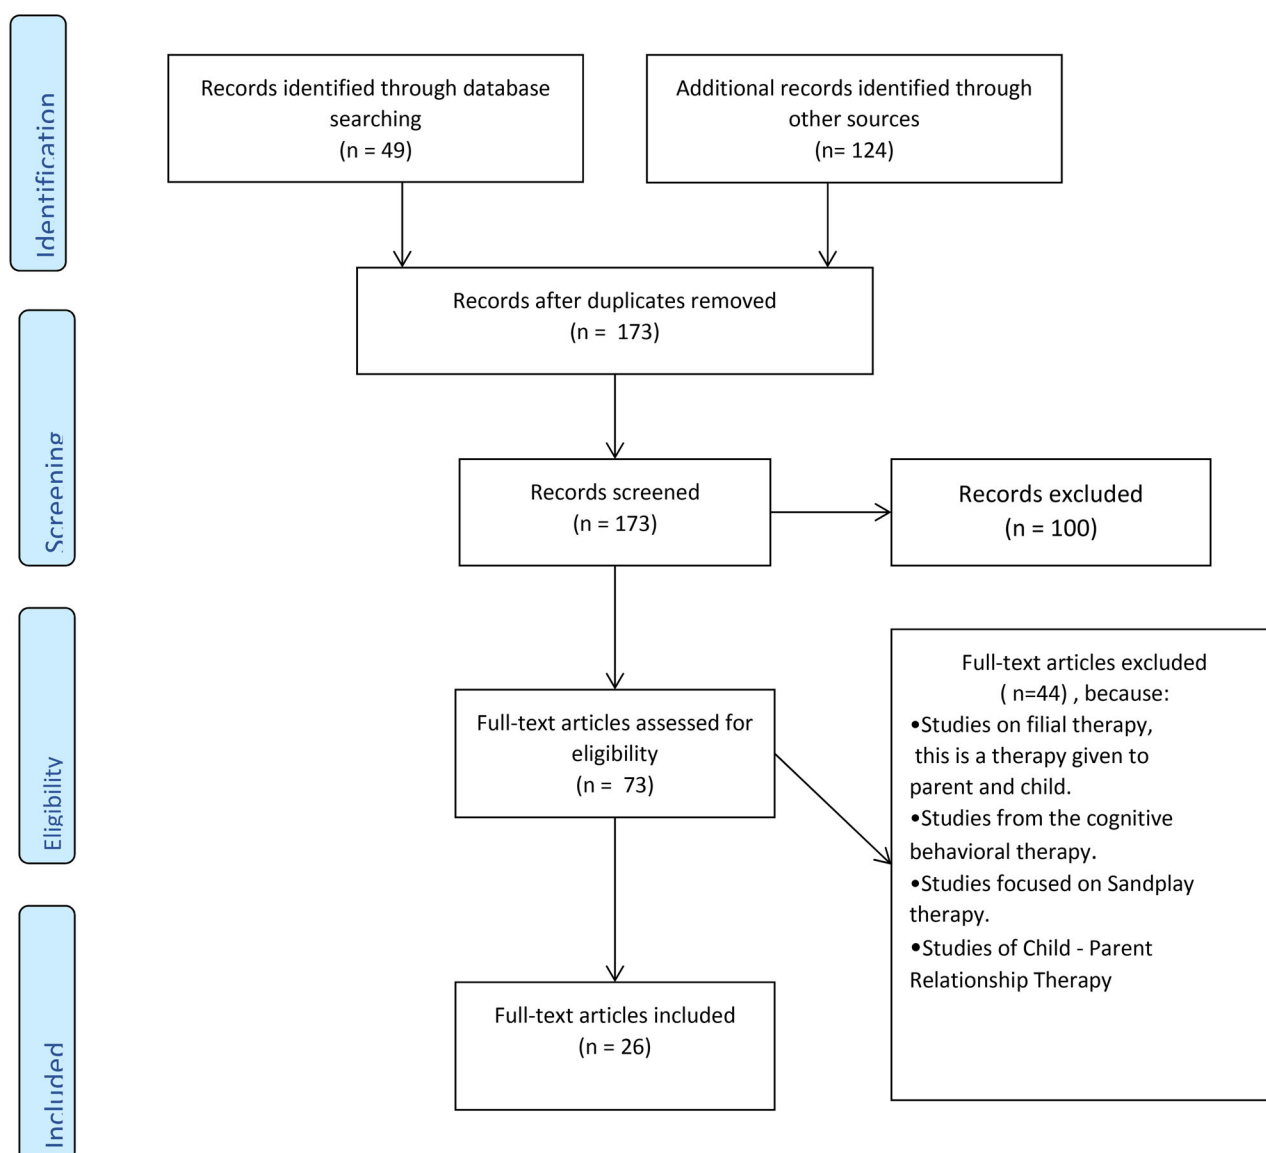 Identification
Records identified through database
searching
(n = 49)
Additional records identified through
other sources
(n= 124)
Records after duplicates removed
(n =  173)
Screening
Records screened
(n = 173)
Records excluded
(n = 100)
Eligibility
Full-text articles assessed for
eligibility
(n =  73)
Full-text articles excluded
( n=44) , because:
•Studies on filial therapy,
this is a therapy given to
parent and child.
•Studies from the cognitive
behavioral therapy.
•Studies focused on Sandplay
therapy.
•Studies of Child - Parent
Relationship Therapy
Included
Full-text articles included
(n = 26)